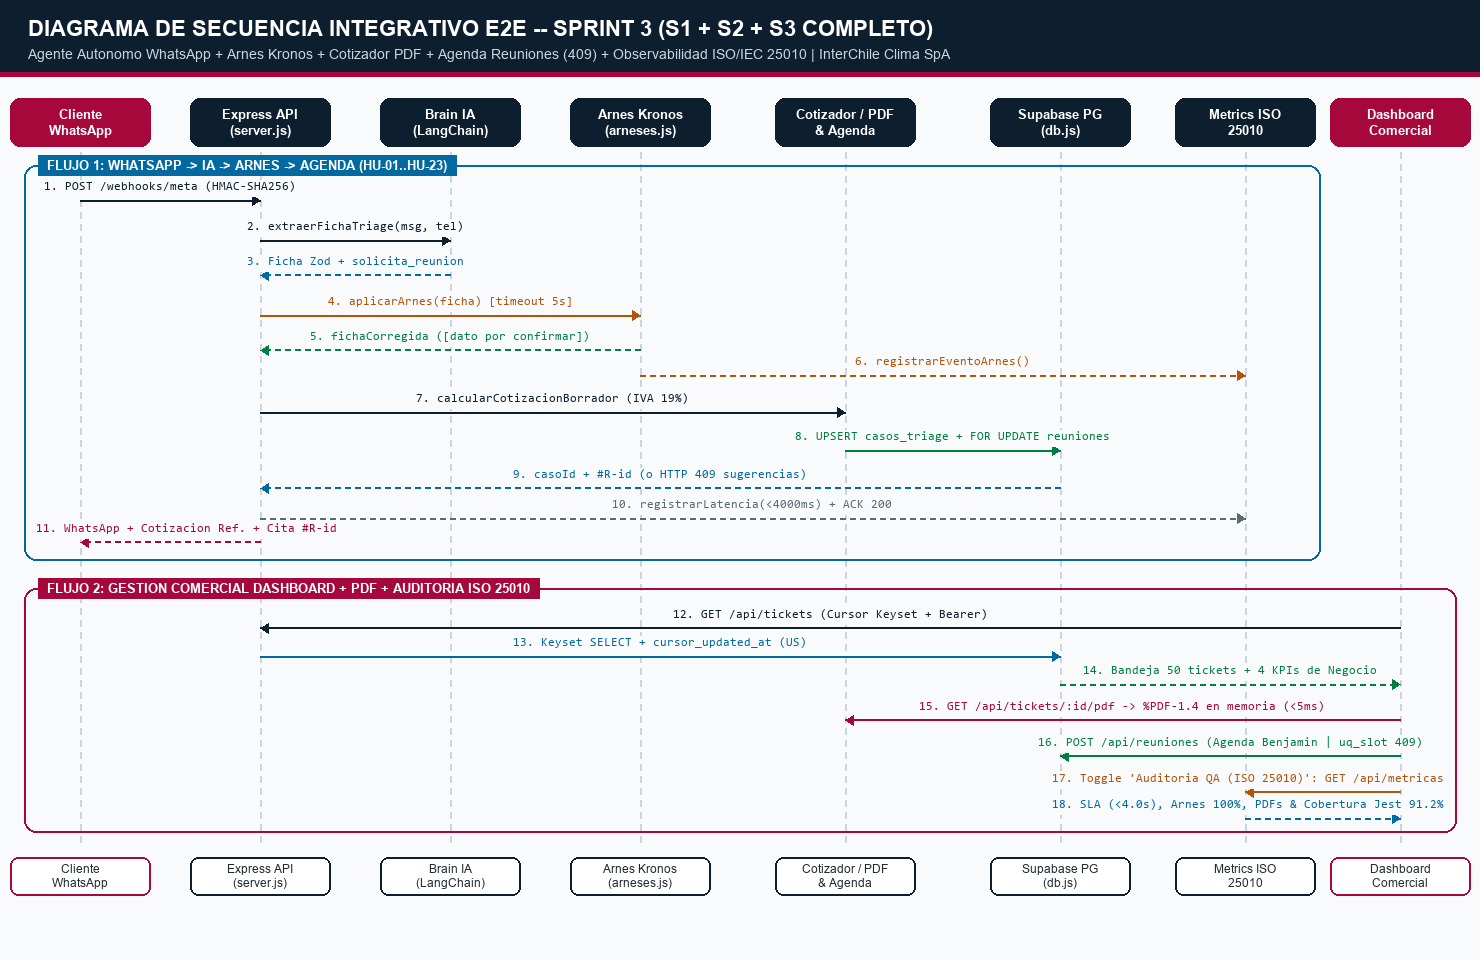 DIAGRAMA DE SECUENCIA INTEGRATIVO E2E -- SPRINT 3 (S1 + S2 + S3 COMPLETO)
Agente Autonomo WhatsApp + Arnes Kronos + Cotizador PDF + Agenda Reuniones (409) + Observabilidad ISO/IEC 25010 | InterChile Clima SpA
Cliente
WhatsApp
Express API
(server.js)
Brain IA
(LangChain)
Arnes Kronos
(arneses.js)
Cotizador / PDF
& Agenda
Supabase PG
(db.js)
Metrics ISO
25010
Dashboard
Comercial
FLUJO 1: WHATSAPP -> IA -> ARNES -> AGENDA (HU-01..HU-23)
1. POST /webhooks/meta (HMAC-SHA256)
2. extraerFichaTriage(msg, tel)
3. Ficha Zod + solicita_reunion
4. aplicarArnes(ficha) [timeout 5s]
5. fichaCorregida ([dato por confirmar])
6. registrarEventoArnes()
7. calcularCotizacionBorrador (IVA 19%)
8. UPSERT casos_triage + FOR UPDATE reuniones
9. casoId + #R-id (o HTTP 409 sugerencias)
10. registrarLatencia(<4000ms) + ACK 200
11. WhatsApp + Cotizacion Ref. + Cita #R-id
FLUJO 2: GESTION COMERCIAL DASHBOARD + PDF + AUDITORIA ISO 25010
12. GET /api/tickets (Cursor Keyset + Bearer)
13. Keyset SELECT + cursor_updated_at (US)
14. Bandeja 50 tickets + 4 KPIs de Negocio
15. GET /api/tickets/:id/pdf -> %PDF-1.4 en memoria (<5ms)
16. POST /api/reuniones (Agenda Benjamin | uq_slot 409)
17. Toggle 'Auditoria QA (ISO 25010)': GET /api/metricas
18. SLA (<4.0s), Arnes 100%, PDFs & Cobertura Jest 91.2%
Cliente
WhatsApp
Express API
(server.js)
Brain IA
(LangChain)
Arnes Kronos
(arneses.js)
Cotizador / PDF
& Agenda
Supabase PG
(db.js)
Metrics ISO
25010
Dashboard
Comercial